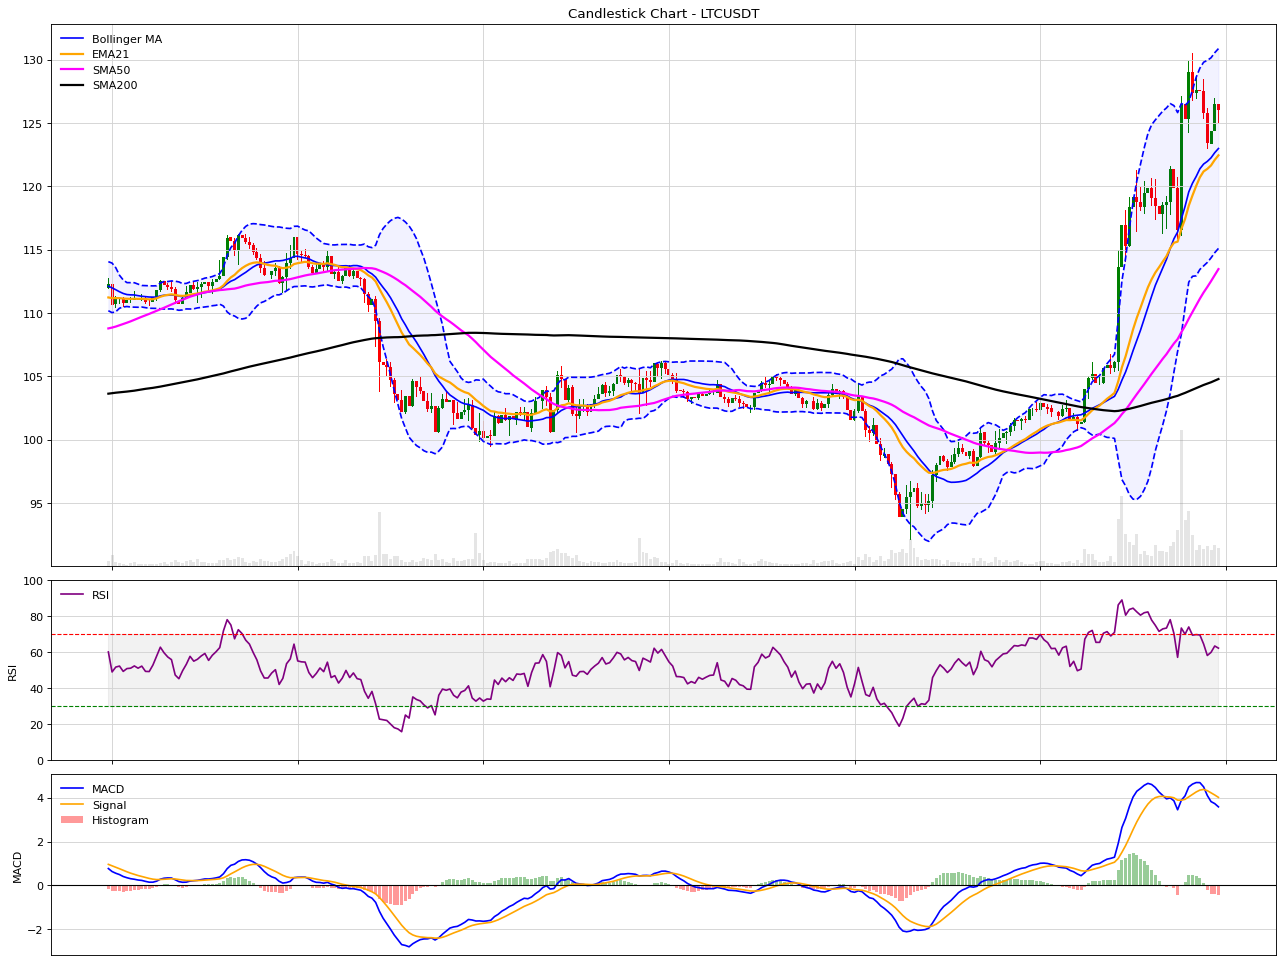 Candlestick Chart - LTCUSDT
Bollinger MA
EMA21
SMA50
SMA200
130
125
120
115
110
105
100
95
RSI
100
80
60
40
20
0
RSI
MACD
Signal
Histogram
4
2
0
−2
MACD